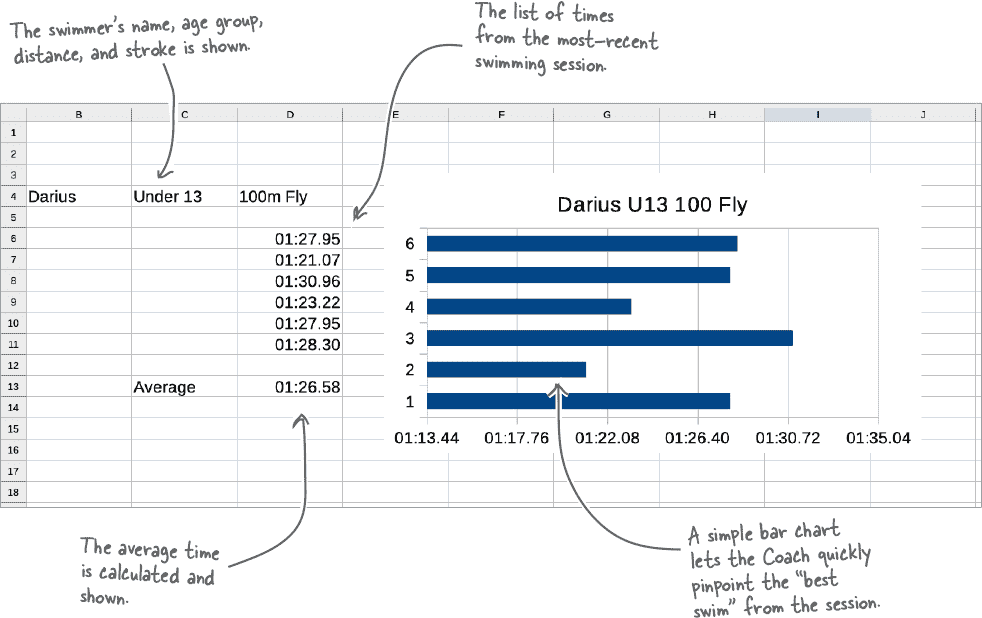 The swimmer's name, age group,
distance, and stroke is shown.
The list of times
from the most-recent
swimming session.
B C D E F G H I J
1
2
3
4 Darius Under 13 100m Fly
5
6 01:27.95
7 01:21.07
8 01:30.96
9 01:23.22
10 01:27.95
11 01:28.30
12
13 Average 01:26.58
14
15
16
17
18
Darius U13 100 Fly
6
5
4
3
2
1
01:13.44 01:17.76 01:22.08 01:26.40 01:30.72 01:35.04
The average time
is calculated and
shown.
A simple bar chart
lets the Coach quickly
pinpoint the "best
swim" from the session.